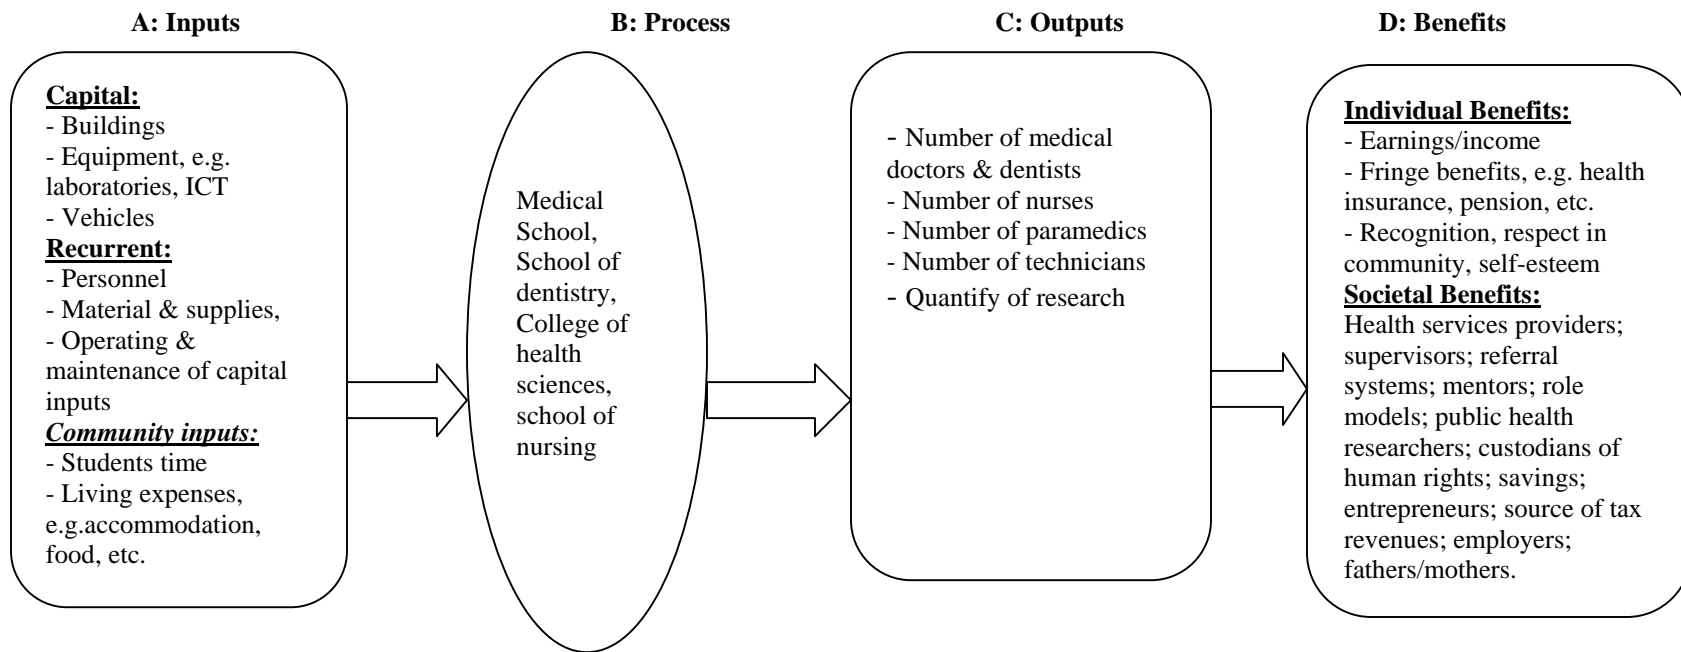 A: Inputs
B: Process
C: Outputs
D: Benefits
Capital:
- Buildings
- Equipment, e.g.
laboratories, ICT
- Vehicles
Recurrent:
- Personnel
- Material & supplies,
- Operating &
maintenance of capital
inputs
Community inputs:
- Students time
- Living expenses,
e.g.accommodation,
food, etc.
Medical
School,
School of
dentistry,
College of
health
sciences,
school of
nursing
- Number of medical
doctors & dentists
- Number of nurses
- Number of paramedics
- Number of technicians
- Quantify of research
Individual Benefits:
- Earnings/income
- Fringe benefits, e.g. health
insurance, pension, etc.
- Recognition, respect in
community, self-esteem
Societal Benefits:
Health services providers;
supervisors; referral
systems; mentors; role
models; public health
researchers; custodians of
human rights; savings;
entrepreneurs; source of tax
revenues; employers;
fathers/mothers.